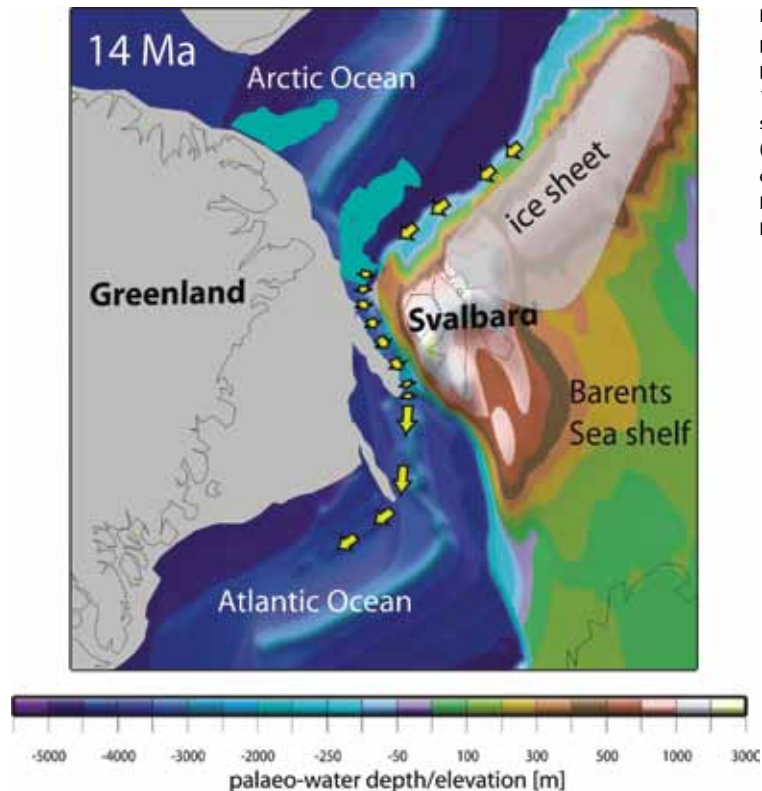 14 Ma
Arctic Ocean
ice sheet
Greenland
Svalbard
Barents
Sea shelf
Atlantic Ocean
-5000 -4000 -3000 -2000 -250 -50 100 300 500 1000 3000
palaeo-water depth/elevation [m]